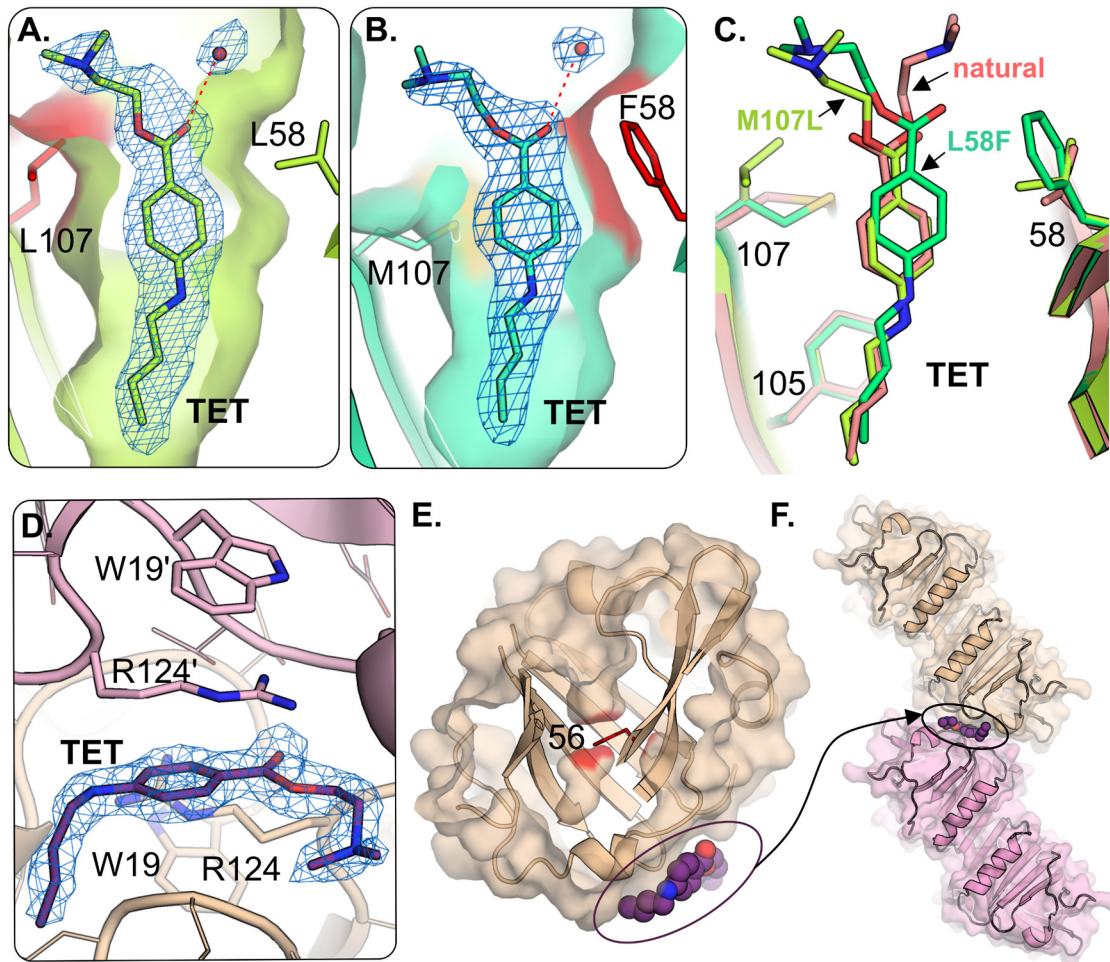 A.
L58
L107
TET
B.
F58
M107
TET
C.
natural
M107L
L58F
107
58
105
TET
D.
W19'
R124'
TET
W19
R124
E.
56
F.